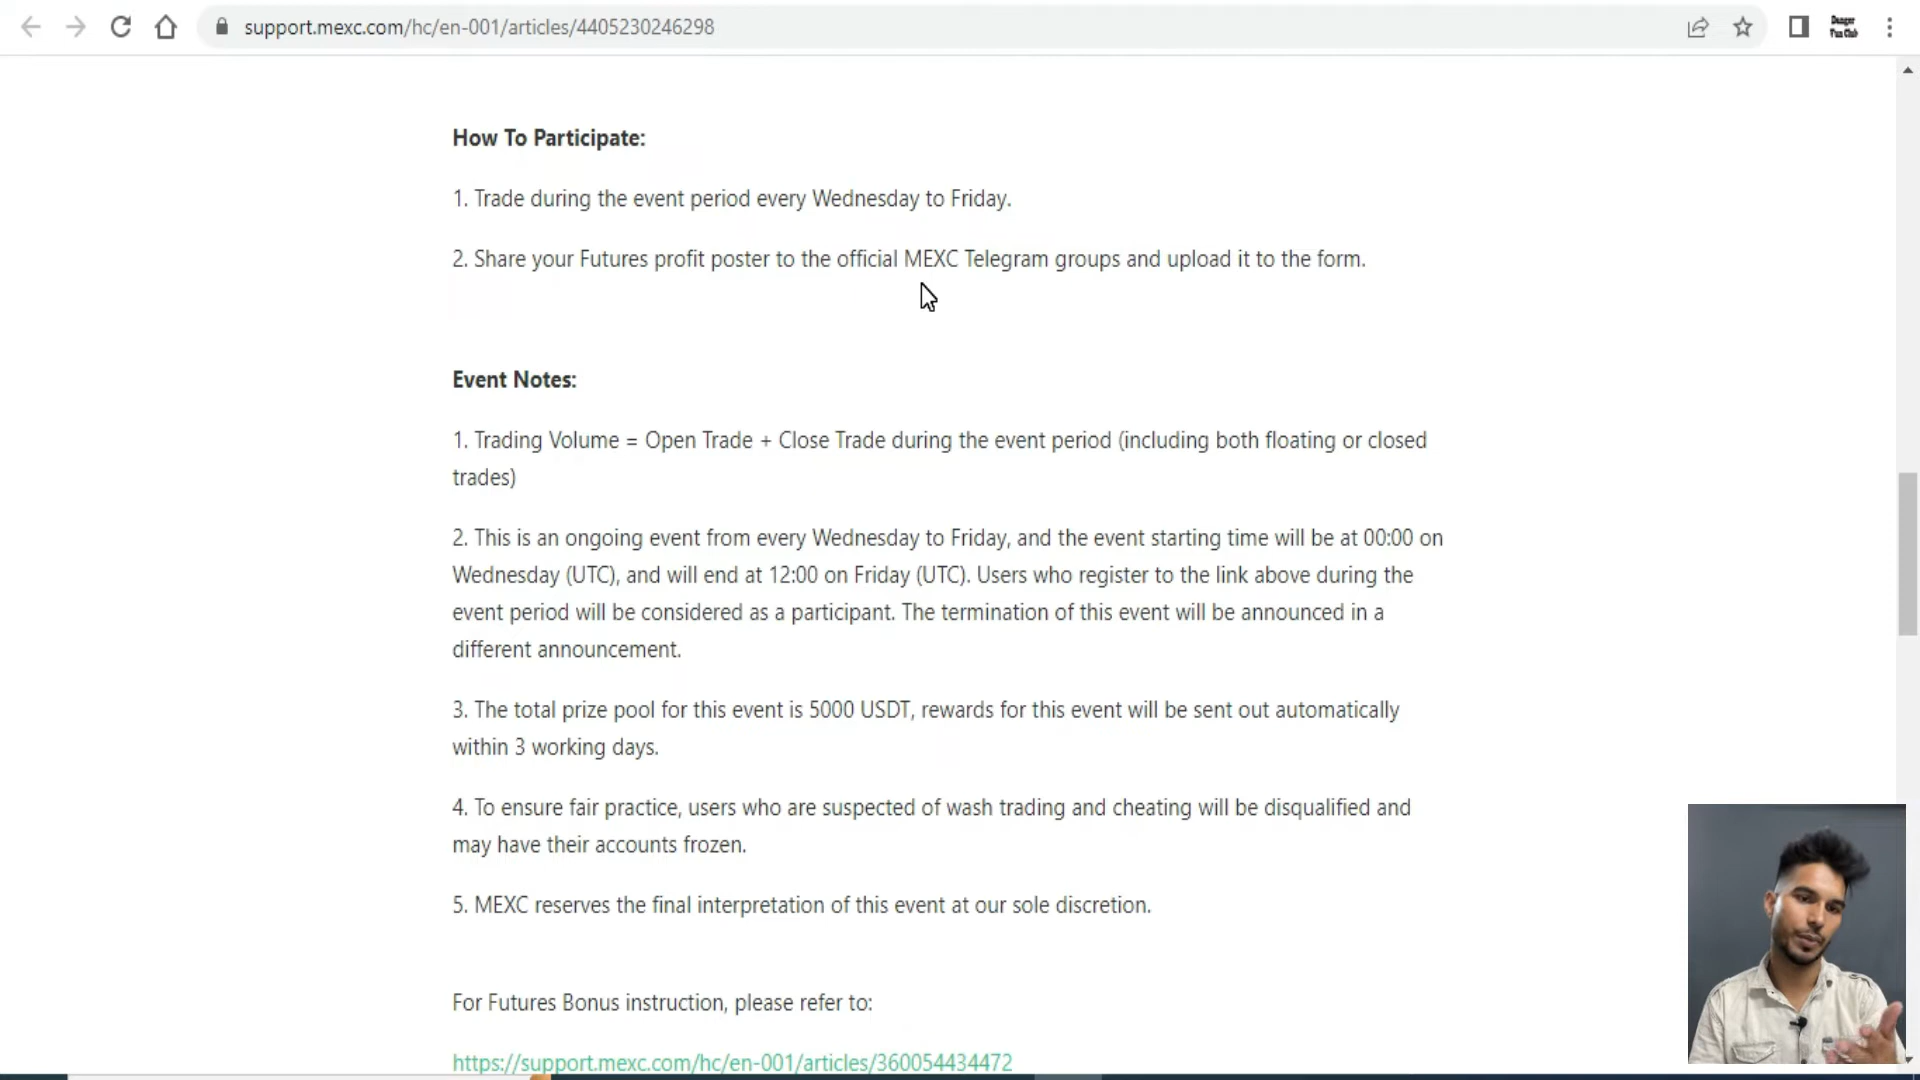 support.mexc.com/hc/en-001/articles/4405230246298
Danger
Fun Club
How To Participate:
1. Trade during the event period every Wednesday to Friday.
2. Share your Futures profit poster to the official MEXC Telegram groups and upload it to the form.
Event Notes:
1. Trading Volume = Open Trade + Close Trade during the event period (including both floating or closed
trades)
2. This is an ongoing event from every Wednesday to Friday, and the event starting time will be at 00:00 on
Wednesday (UTC), and will end at 12:00 on Friday (UTC). Users who register to the link above during the
event period will be considered as a participant. The termination of this event will be announced in a
different announcement.
3. The total prize pool for this event is 5000 USDT, rewards for this event will be sent out automatically
within 3 working days.
4. To ensure fair practice, users who are suspected of wash trading and cheating will be disqualified and
may have their accounts frozen.
5. MEXC reserves the final interpretation of this event at our sole discretion.
For Futures Bonus instruction, please refer to:
https://support.mexc.com/hc/en-001/articles/360054434472